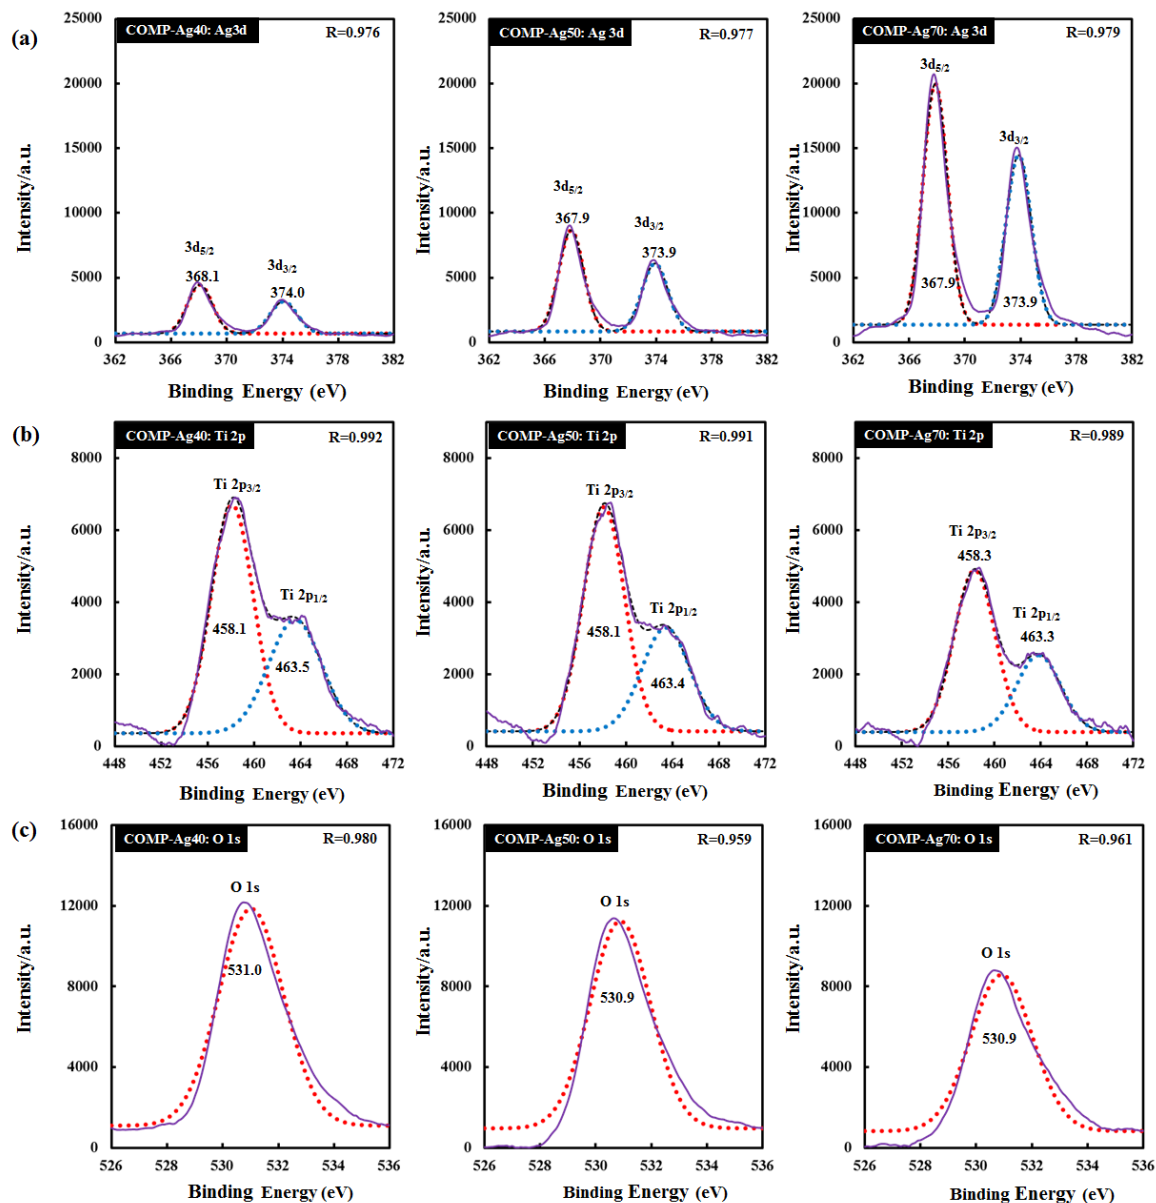 (a)
COMP-Ag40: Ag3d
R=0.976
25000
20000
15000
10000
5000
0
3d5/2
368.1
3d3/2
374.0
362 366 370 374 378 382
Intensity/a.u.
Binding Energy (eV)
COMP-Ag50: Ag 3d
R=0.977
25000
20000
15000
10000
5000
0
3d5/2
367.9
3d3/2
373.9
362 366 370 374 378 382
Intensity/a.u.
Binding Energy (eV)
COMP-Ag70: Ag 3d
R=0.979
25000
20000
15000
10000
5000
0
3d5/2
367.9
3d3/2
373.9
362 366 370 374 378 382
Intensity/a.u.
Binding Energy (eV)
(b)
COMP-Ag40: Ti 2p
R=0.992
8000
6000
4000
2000
0
Ti 2p3/2
458.1
Ti 2p1/2
463.5
448 452 456 460 464 468 472
Intensity/a.u.
Binding Energy (eV)
COMP-Ag50: Ti 2p
R=0.991
8000
6000
4000
2000
0
Ti 2p3/2
458.1
Ti 2p1/2
463.4
448 452 456 460 464 468 472
Intensity/a.u.
Binding Energy (eV)
COMP-Ag70: Ti 2p
R=0.989
8000
6000
4000
2000
0
Ti 2p3/2
458.3
Ti 2p1/2
463.3
448 452 456 460 464 468 472
Intensity/a.u.
Binding Energy (eV)
(c)
COMP-Ag40: O 1s
R=0.980
16000
12000
8000
4000
0
O 1s
531.0
526 528 530 532 534 536
Intensity/a.u.
Binding Energy (eV)
COMP-Ag50: O 1s
R=0.959
16000
12000
8000
4000
0
O 1s
530.9
526 528 530 532 534 536
Intensity/a.u.
Binding Energy (eV)
COMP-Ag70: O 1s
R=0.961
16000
12000
8000
4000
0
O 1s
530.9
526 528 530 532 534 536
Intensity/a.u.
Binding Energy (eV)